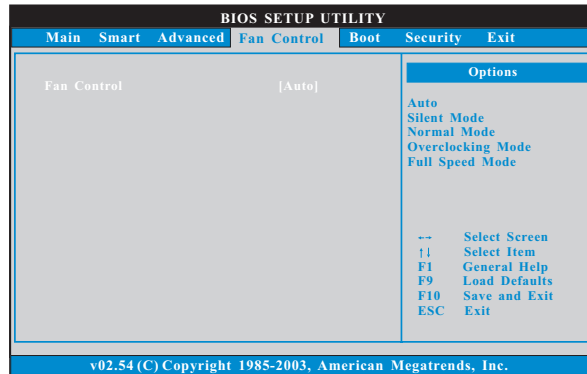 BIOS SETUP UTILITY
Main Smart Advanced Fan Control Boot Security Exit
Fan Control [Auto]
Options
Auto
Silent Mode
Normal Mode
Overclocking Mode
Full Speed Mode
←→ Select Screen
↑↓ Select Item
F1 General Help
F9 Load Defaults
F10 Save and Exit
ESC Exit
v02.54 (C) Copyright 1985-2003, American Megatrends, Inc.